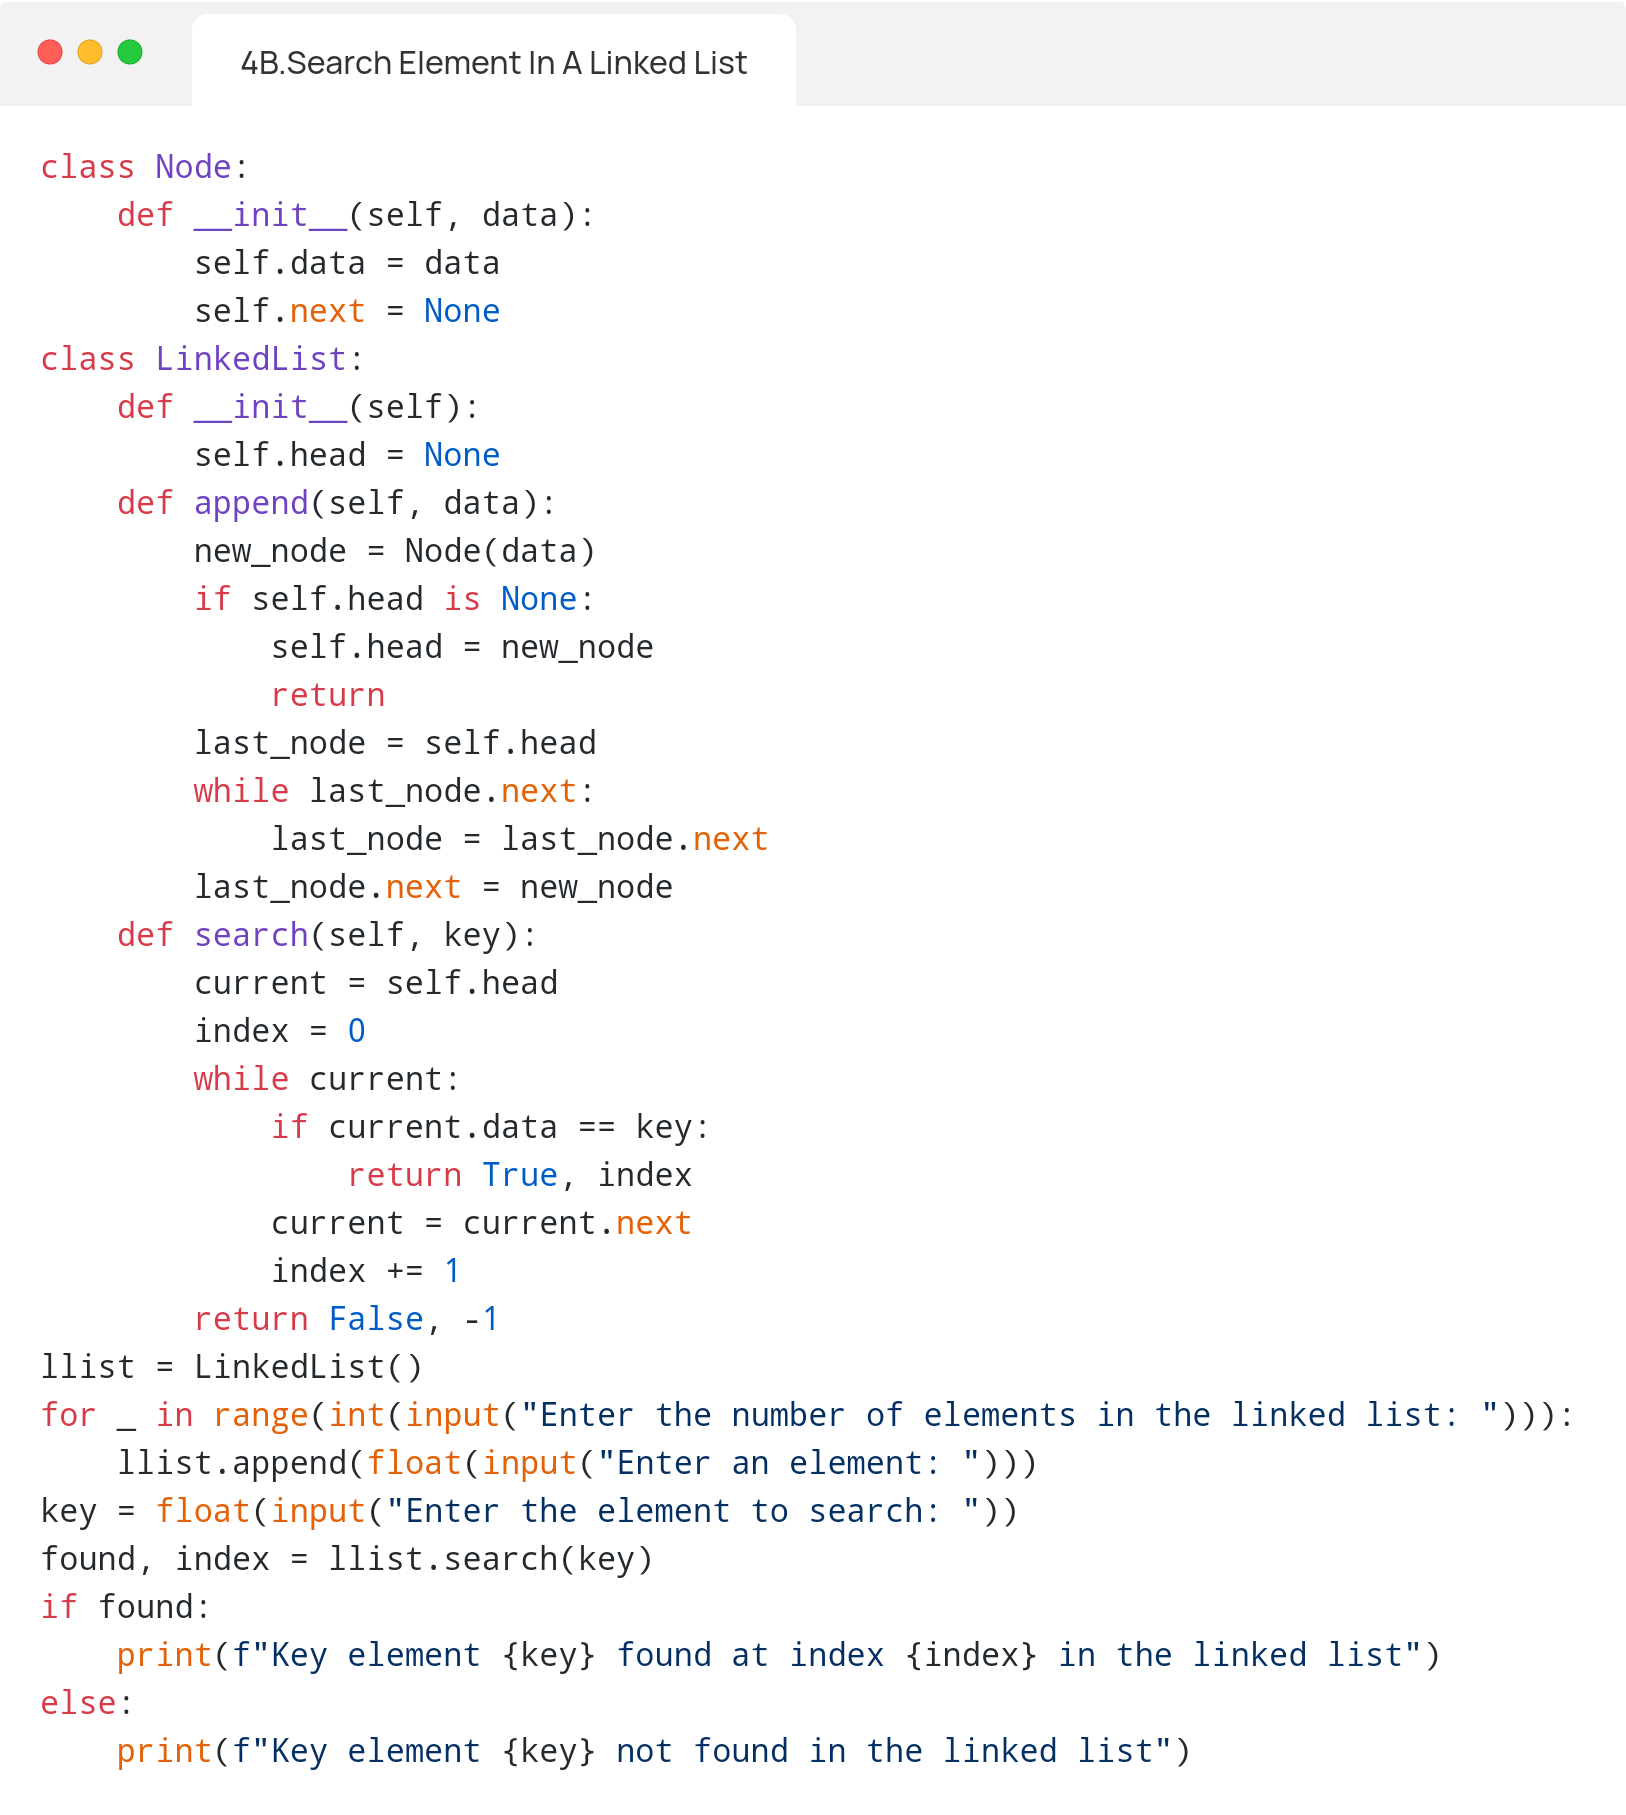 4B.Search Element In A Linked List
class Node:
    def __init__(self, data):
        self.data = data
        self.next = None
class LinkedList:
    def __init__(self):
        self.head = None
    def append(self, data):
        new_node = Node(data)
        if self.head is None:
            self.head = new_node
            return
        last_node = self.head
        while last_node.next:
            last_node = last_node.next
        last_node.next = new_node
    def search(self, key):
        current = self.head
        index = 0
        while current:
            if current.data == key:
                return True, index
            current = current.next
            index += 1
        return False, -1
llist = LinkedList()
for _ in range(int(input("Enter the number of elements in the linked list: "))):
    llist.append(float(input("Enter an element: ")))
key = float(input("Enter the element to search: "))
found, index = llist.search(key)
if found:
    print(f"Key element {key} found at index {index} in the linked list")
else:
    print(f"Key element {key} not found in the linked list")